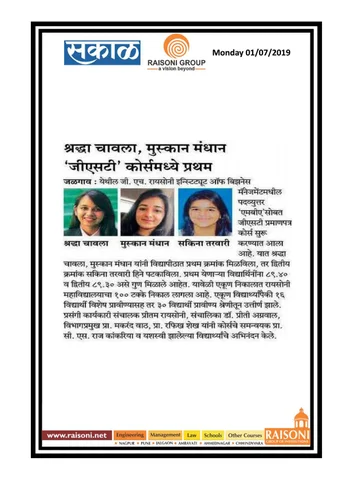 सकाळ
RAISONI GROUP
— a vision beyond —
Monday 01/07/2019
श्रद्धा चावला, मुस्कान मंधान
‘जीएसटी’ कोर्समध्ये प्रथम
जळगाव : येथील जी. एच. रायसोनी इन्स्टिट्यूट ऑफ बिझनेस
मॅनेजमेंटमधील
पदव्युत्तर
'एमबीए'सोबत
जीएसटी प्रमाणपत्र
कोर्स सुरू
करण्यात आला
आहे. यात श्रद्धा
श्रद्धा चावला
मुस्कान मंधान
सकिना तरवारी
चावला, मुस्कान मंधान यांनी विद्यापीठात प्रथम क्रमांक मिळविला, तर द्वितीय
क्रमांक सकिना तरवारी हिने पटकाविला. प्रथम येणाऱ्या विद्यार्थिनींना ८९.४०
व द्वितीय ८९.३० असे गुण मिळाले आहेत. यावेळी एकूण निकालात रायसोनी
महाविद्यालयाचा १०० टक्के निकाल लागला आहे. एकूण विद्यार्थ्यांपैकी १६
विद्यार्थी विशेष प्रावीण्यासह तर ३० विद्यार्थी प्रावीण्य श्रेणीतून उत्तीर्ण झाले.
प्रसंगी कार्यकारी संचालक प्रीतम रायसोनी, संचालिका डॉ. प्रीती अग्रवाल,
विभागप्रमुख प्रा. मकरंद वाठ, प्रा. रफिख शेख यांनी कोर्सचे समन्वयक प्रा.
सी. एस. राज कांकरिया व यशस्वी झालेल्या विद्यार्थ्यांचे अभिनंदन केले.
www.raisoni.net
Engineering Management Law Schools Other Courses
RAISONI
• NAGPUR • PUNE • JALGAON • AMRAVATI • AHMEDNAGAR • CHHINDWARA